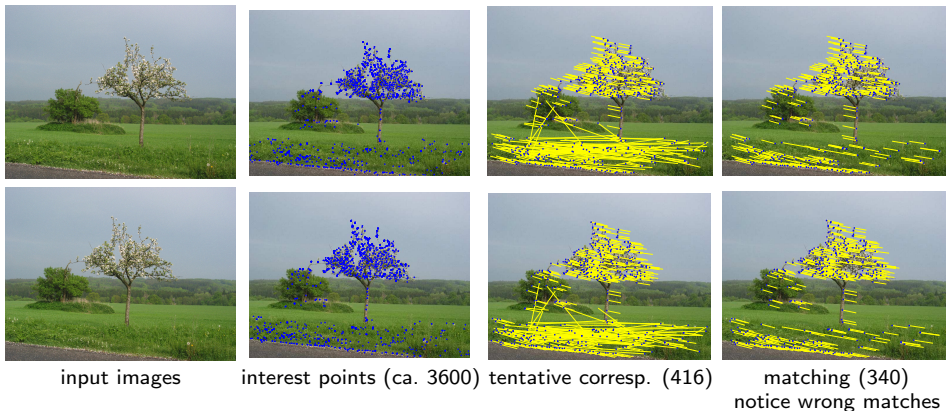 input images
interest points (ca. 3600)
tentative corresp. (416)
matching (340)
notice wrong matches